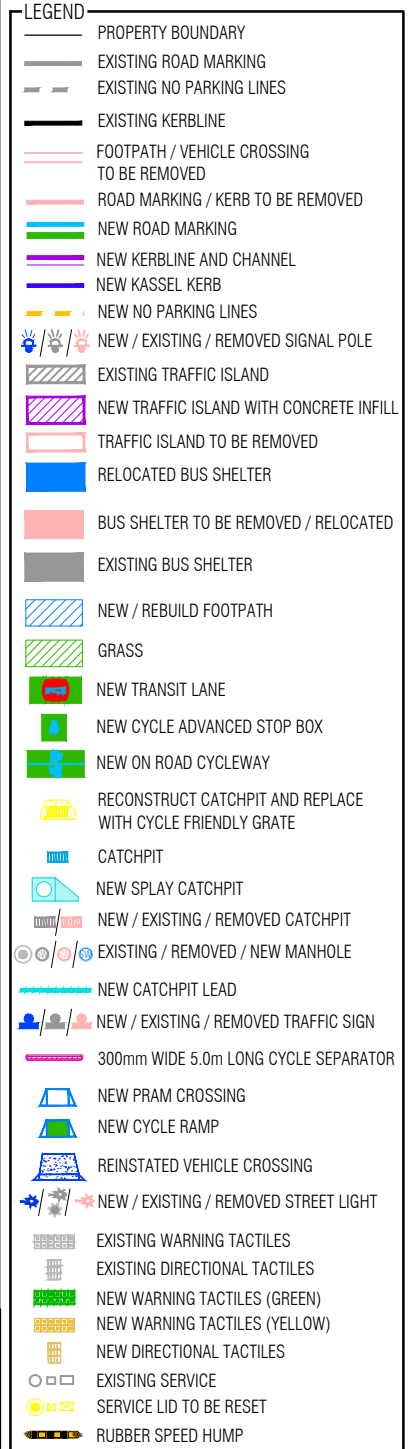 LEGEND
PROPERTY BOUNDARY
EXISTING ROAD MARKING
EXISTING NO PARKING LINES
EXISTING KERBLINE
FOOTPATH / VEHICLE CROSSING
TO BE REMOVED
ROAD MARKING / KERB TO BE REMOVED
NEW ROAD MARKING
NEW KERBLINE AND CHANNEL
NEW KASSEL KERB
NEW NO PARKING LINES
NEW / EXISTING / REMOVED SIGNAL POLE
EXISTING TRAFFIC ISLAND
NEW TRAFFIC ISLAND WITH CONCRETE INFILL
TRAFFIC ISLAND TO BE REMOVED
RELOCATED BUS SHELTER
BUS SHELTER TO BE REMOVED / RELOCATED
EXISTING BUS SHELTER
NEW / REBUILD FOOTPATH
GRASS
NEW TRANSIT LANE
NEW CYCLE ADVANCED STOP BOX
NEW ON ROAD CYCLEWAY
RECONSTRUCT CATCHPIT AND REPLACE
WITH CYCLE FRIENDLY GRATE
CATCHPIT
NEW SPLAY CATCHPIT
NEW / EXISTING / REMOVED CATCHPIT
SW / SW / SW EXISTING / REMOVED / NEW MANHOLE
NEW CATCHPIT LEAD
NEW / EXISTING / REMOVED TRAFFIC SIGN
300mm WIDE 5.0m LONG CYCLE SEPARATOR
NEW PRAM CROSSING
NEW CYCLE RAMP
REINSTATED VEHICLE CROSSING
NEW / EXISTING / REMOVED STREET LIGHT
EXISTING WARNING TACTILES
EXISTING DIRECTIONAL TACTILES
NEW WARNING TACTILES (GREEN)
NEW WARNING TACTILES (YELLOW)
NEW DIRECTIONAL TACTILES
EXISTING SERVICE
SERVICE LID TO BE RESET
RUBBER SPEED HUMP